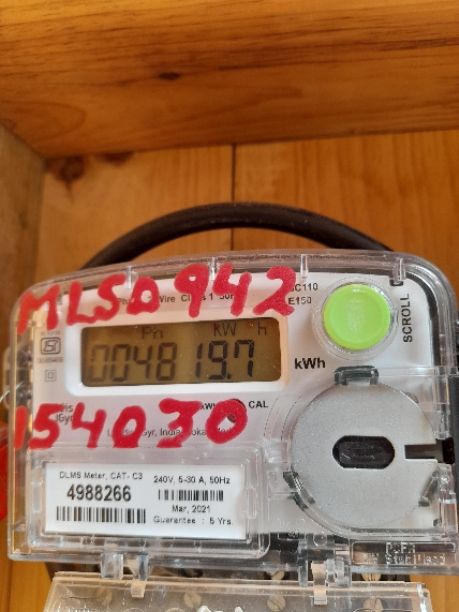 MLSD942
SCROLL
kW h
004819.7
kWh
CAL
154030
DLMS Meter, CAT- C3
4988266
240V, 5-30 A, 50Hz
Mar, 2021
Guarantee : 5 Yrs.